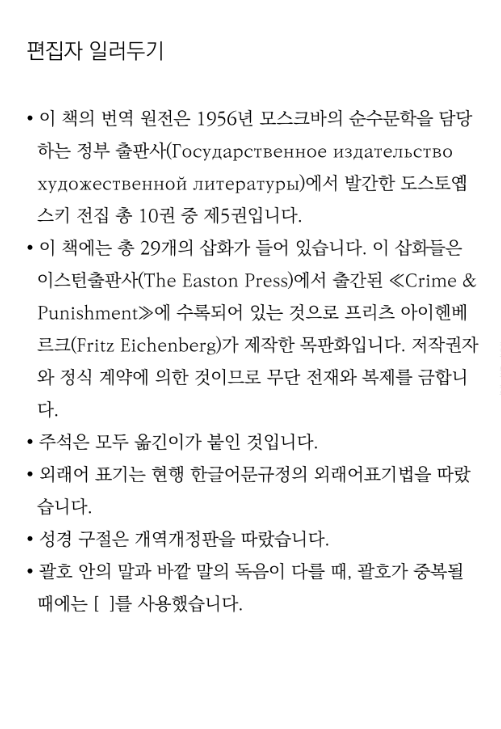 편집자 일러두기
• 이 책의 번역 원전은 1956년 모스크바의 순수문학을 담당
하는 정부 출판사(Государственное издательство
художественной литературы)에서 발간한 도스토옙
스키 전집 총 10권 중 제5권입니다.
• 이 책에는 총 29개의 삽화가 들어 있습니다. 이 삽화들은
이스턴출판사(The Easton Press)에서 출간된 ≪Crime &
Punishment≫에 수록되어 있는 것으로 프리츠 아이헨베
르크(Fritz Eichenberg)가 제작한 목판화입니다. 저작권자
와 정식 계약에 의한 것이므로 무단 전재와 복제를 금합니
다.
• 주석은 모두 옮긴이가 붙인 것입니다.
• 외래어 표기는 현행 한글어문규정의 외래어표기법을 따랐
습니다.
• 성경 구절은 개역개정판을 따랐습니다.
• 괄호 안의 말과 바깥 말의 독음이 다를 때, 괄호가 중복될
때에는 [ ]를 사용했습니다.